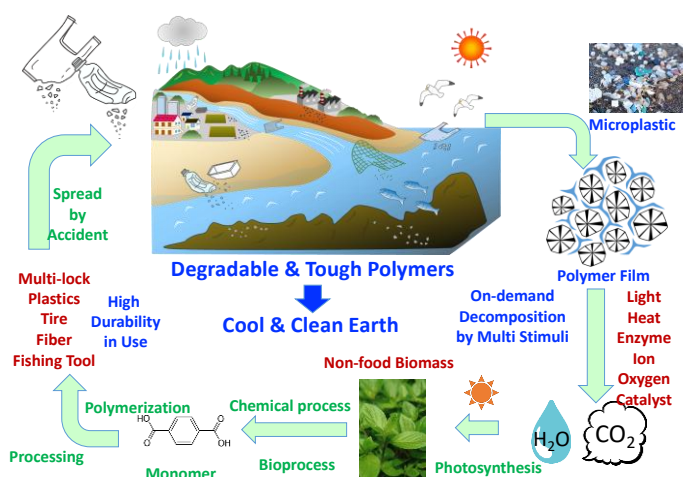 Microplastic
Spread
by
Accident
Degradable & Tough Polymers
Polymer Film
Multi-lock
Plastics
Tire
Fiber
Fishing Tool
High
Durability
in Use
Cool & Clean Earth
On-demand
Decomposition
by Multi Stimuli
Light
Heat
Enzyme
Ion
Oxygen
Catalyst
Non-food Biomass
Polymerization
Chemical process
HO
O
O
OH
H2O
CO2
Processing
Monomer
Bioprocess
Photosynthesis